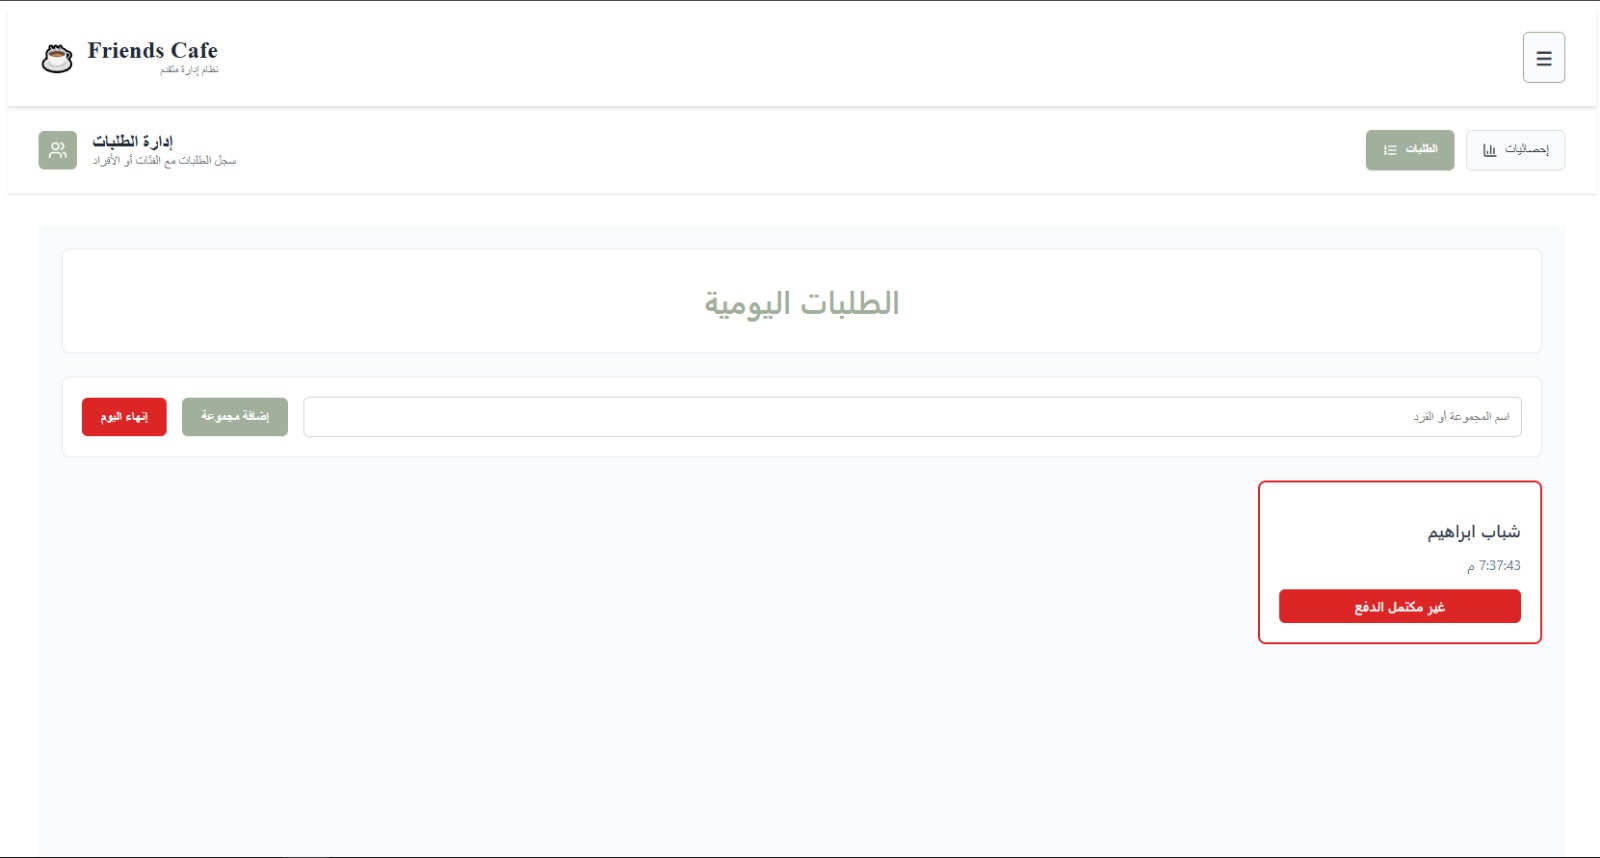 Friends Cafe
نظام إدارة متقدم
إدارة الطلبات
سجل الطلبات مع الفئات أو الأفراد
إحصائيات
الطلبات
الطلبات اليومية
اسم المجموعة أو الفرد
إضافة مجموعة
إنهاء اليوم
شباب ابراهيم
7:37:43 م
غير مكتمل الدفع